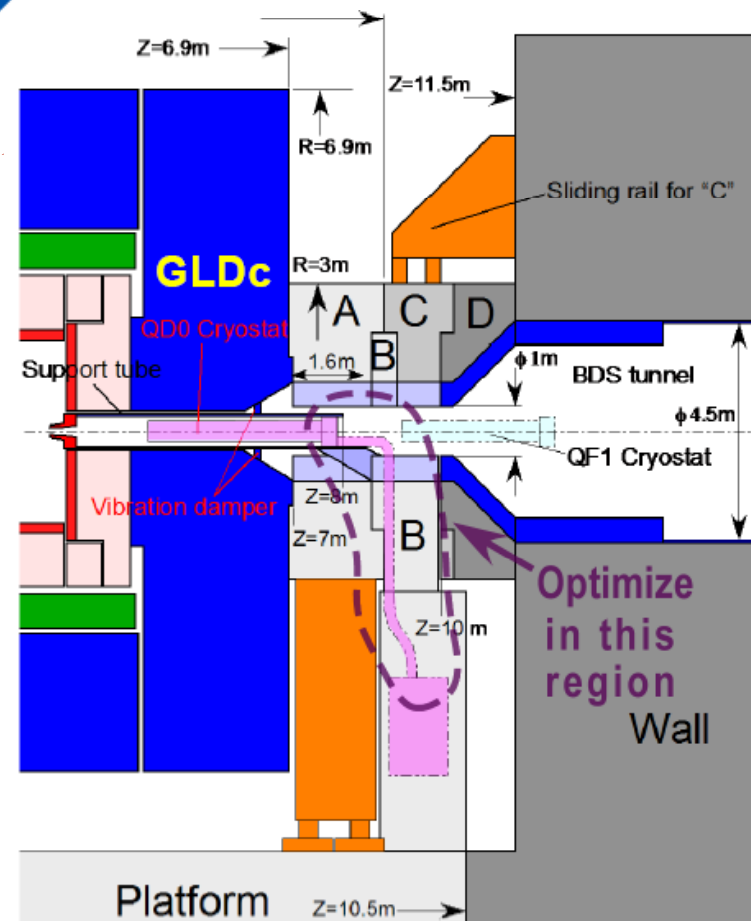 Z=6.9m
Z=11.5m
R=6.9m
Sliding rail for "C"
GLDc
R=3m
A
C
D
QD0 Cryostat
B
1.6m
Support tube
ϕ1m
BDS tunnel
ϕ4.5m
QF1 Cryostat
Vibration damper
Z=8m
Z=7m
B
Optimize
in this
region
Z=10 m
Wall
Platform
Z=10.5m